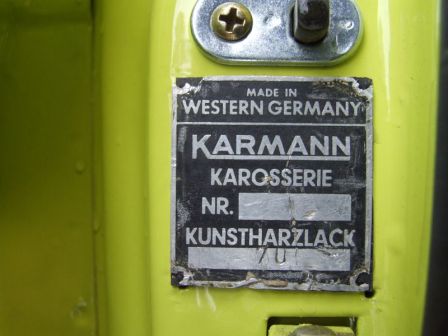 MADE IN
WESTERN GERMANY
KARMANN
KAROSSERIE
NR.
KUNSTHARZLACK